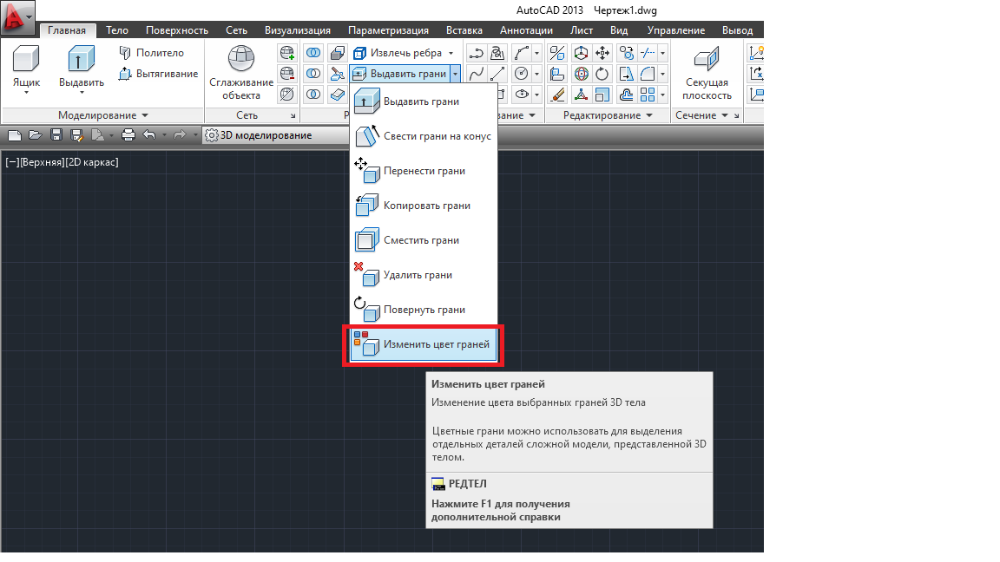 AutoCAD 2013 Чертеж1.dwg
Главная Тело Поверхность Сеть Визуализация Параметризация Вставка Аннотации Лист Вид Управление Вывод
Ящик
Выдавить
Политело
Вытягивание
Сглаживание
объекта
Извлечь ребра
Выдавить грани
Секущая
плоскость
Моделирование
Сеть
Р
вание
Редактирование
Сечение
3D моделирование
[−][Верхняя][2D каркас]
Выдавить грани
Свести грани на конус
Перенести грани
Копировать грани
Сместить грани
Удалить грани
Повернуть грани
Изменить цвет граней
Изменить цвет граней
Изменение цвета выбранных граней 3D тела
Цветные грани можно использовать для выделения
отдельных деталей сложной модели, представленной 3D
телом.
РЕДТЕЛ
Нажмите F1 для получения
дополнительной справки